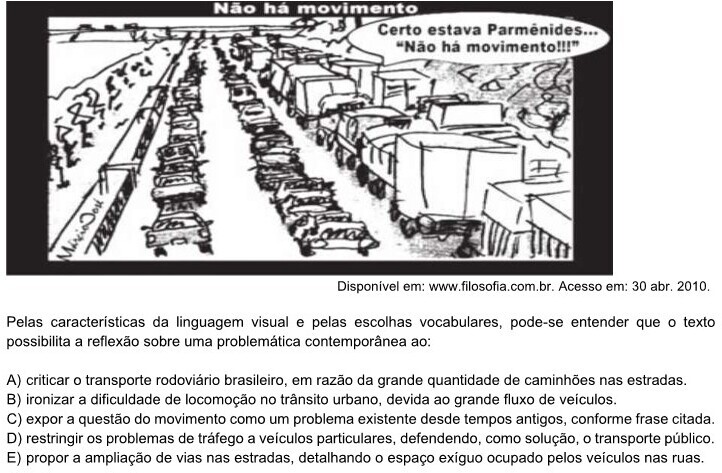 Não há movimento
Certo estava Parmênides...
"Não há movimento!!!"
MárcioJosé
Disponível em: www.filosofia.com.br. Acesso em: 30 abr. 2010.
Pelas características da linguagem visual e pelas escolhas vocabulares, pode-se entender que o texto
possibilita a reflexão sobre uma problemática contemporânea ao:
A) criticar o transporte rodoviário brasileiro, em razão da grande quantidade de caminhões nas estradas.
B) ironizar a dificuldade de locomoção no trânsito urbano, devida ao grande fluxo de veículos.
C) expor a questão do movimento como um problema existente desde tempos antigos, conforme frase citada.
D) restringir os problemas de tráfego a veículos particulares, defendendo, como solução, o transporte público.
E) propor a ampliação de vias nas estradas, detalhando o espaço exíguo ocupado pelos veículos nas ruas.